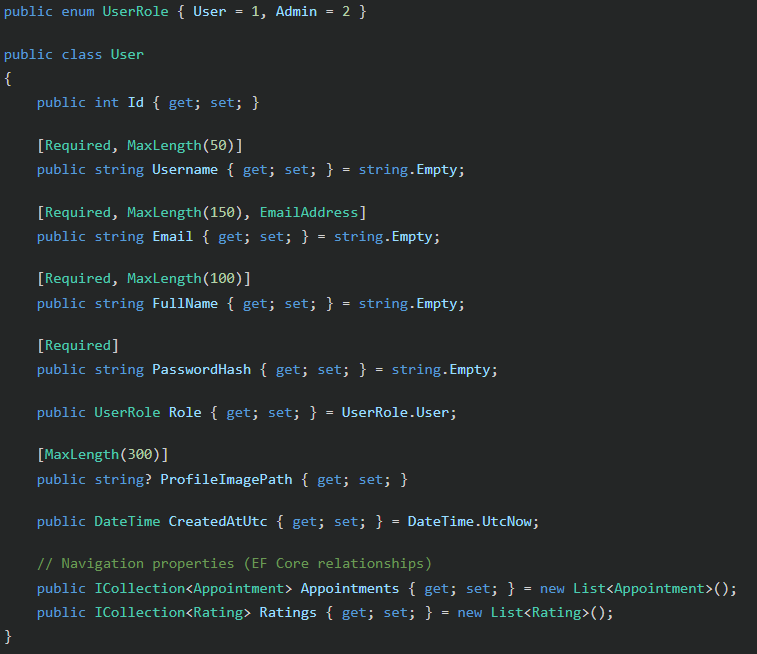 public enum UserRole { User = 1, Admin = 2 }
public class User
{
public int Id { get; set; }
[Required, MaxLength(50)]
public string Username { get; set; } = string.Empty;
[Required, MaxLength(150), EmailAddress]
public string Email { get; set; } = string.Empty;
[Required, MaxLength(100)]
public string FullName { get; set; } = string.Empty;
[Required]
public string PasswordHash { get; set; } = string.Empty;
public UserRole Role { get; set; } = UserRole.User;
[MaxLength(300)]
public string? ProfileImagePath { get; set; }
public DateTime CreatedAtUtc { get; set; } = DateTime.UtcNow;
// Navigation properties (EF Core relationships)
public ICollection<Appointment> Appointments { get; set; } = new List<Appointment>();
public ICollection<Rating> Ratings { get; set; } = new List<Rating>();
}